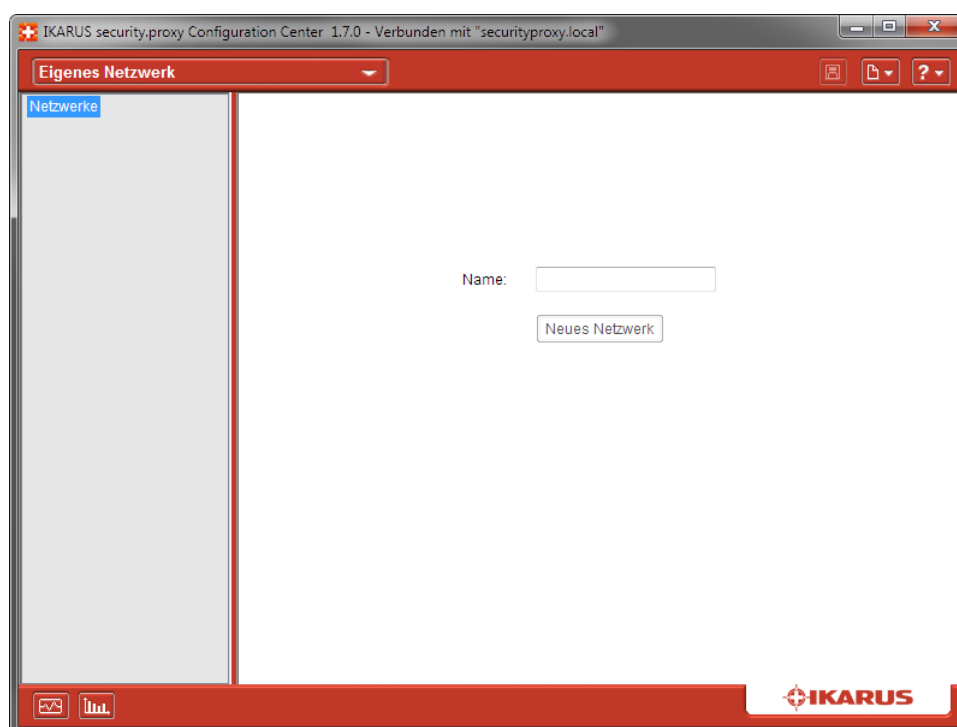 IKARUS security.proxy Configuration Center 1.7.0 - Verbunden mit "securityproxy.local"
Eigenes Netzwerk
?
Netzwerke
Name:
Neues Netzwerk
IKARUS